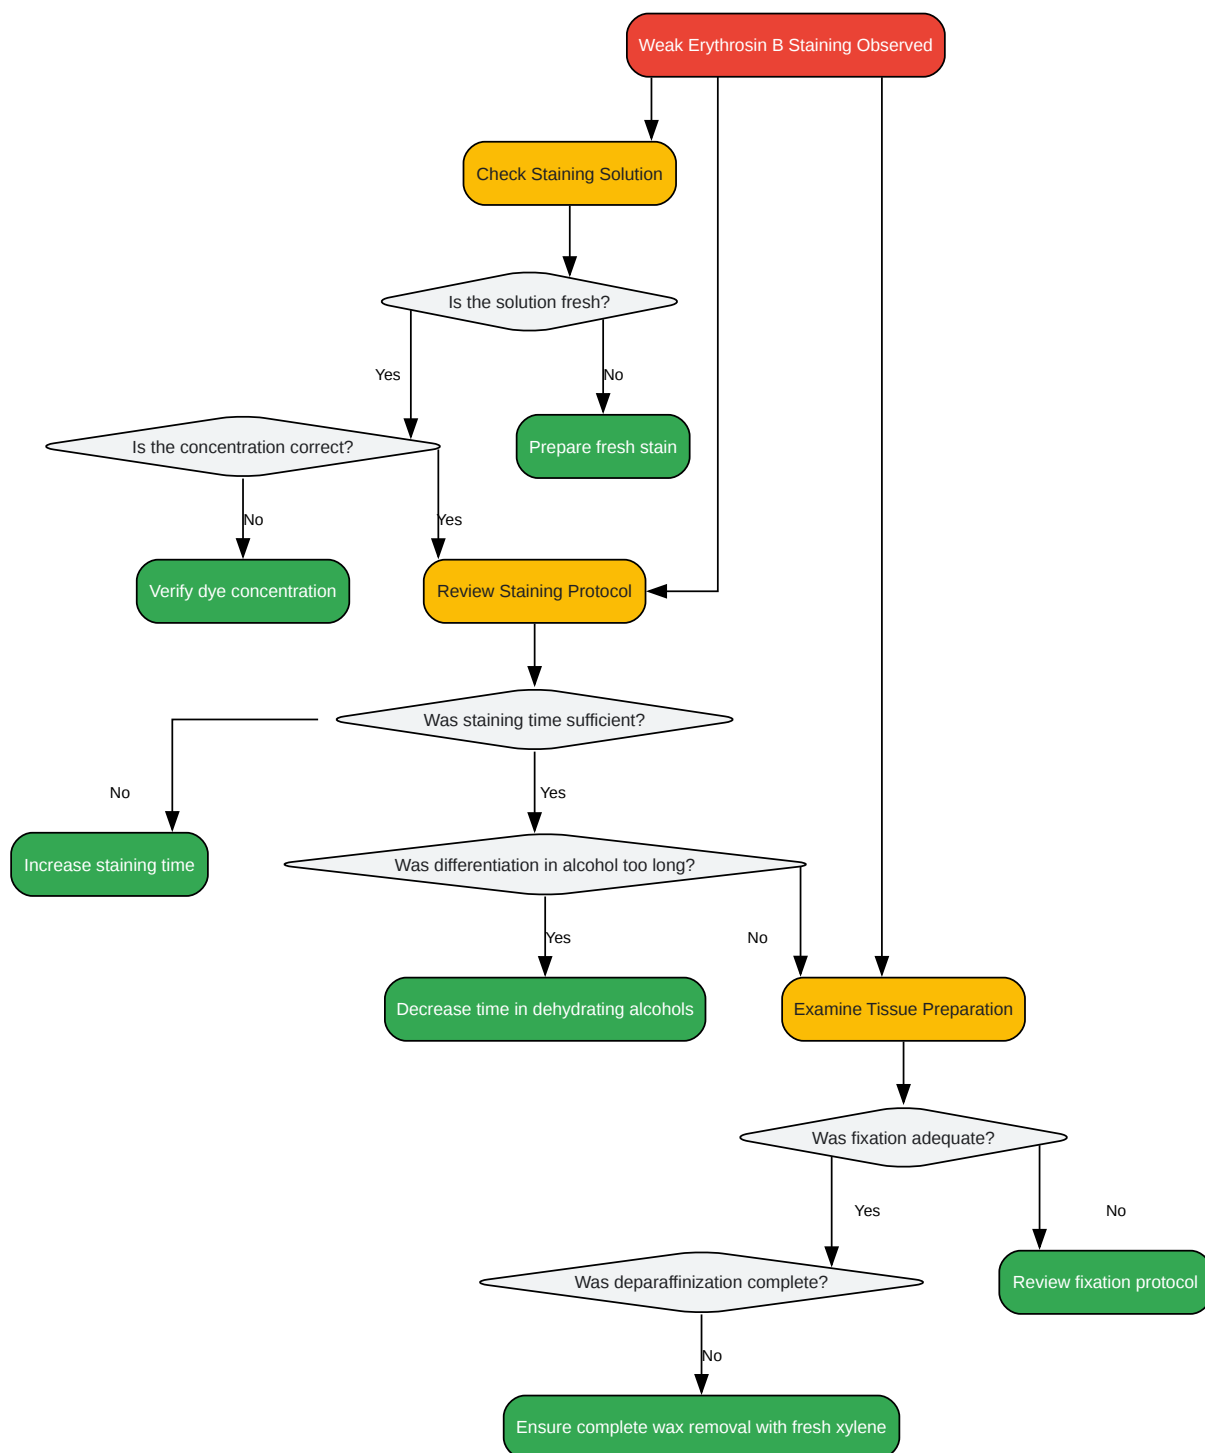 Weak Erythrosin B Staining Observed
Check Staining Solution
Is the solution fresh?
Yes
No
Is the concentration correct?
Prepare fresh stain
No
Yes
Verify dye concentration
Review Staining Protocol
Was staining time sufficient?
No
Yes
Increase staining time
Was differentiation in alcohol too long?
Yes
No
Decrease time in dehydrating alcohols
Examine Tissue Preparation
Was fixation adequate?
Yes
No
Was deparaffinization complete?
Review fixation protocol
No
Ensure complete wax removal with fresh xylene